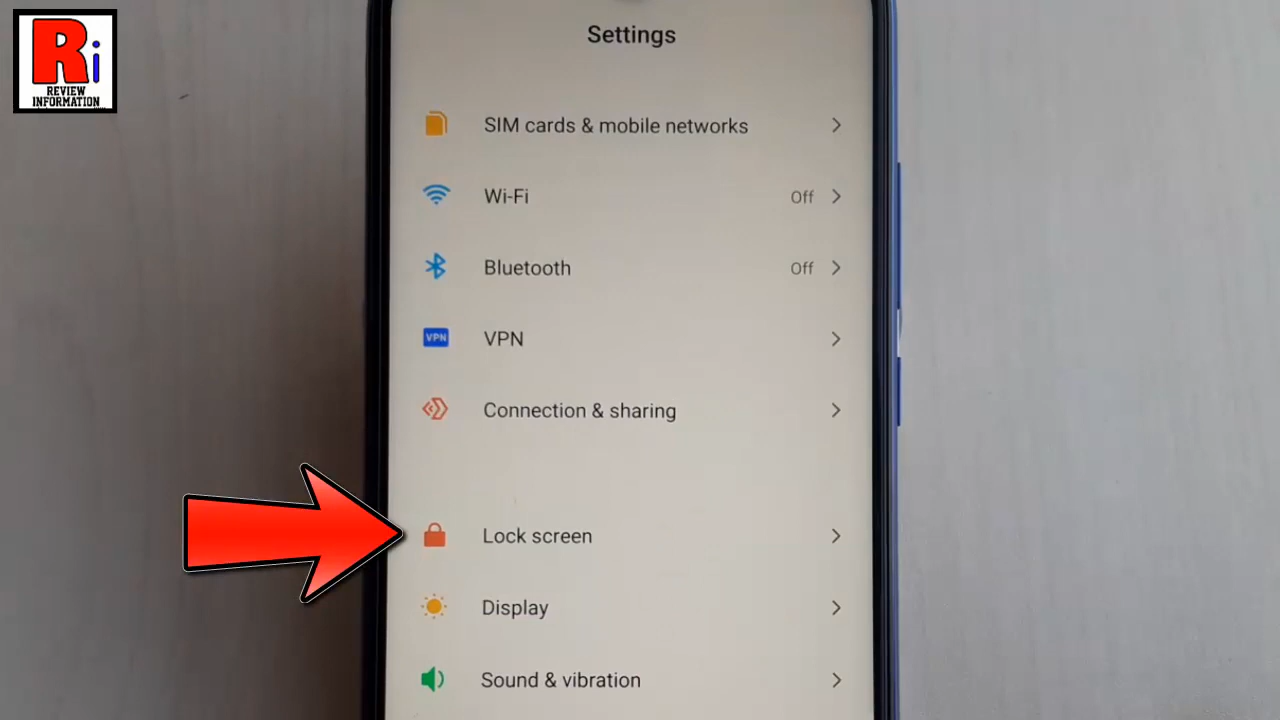 Ri
REVIEW
INFORMATION
Settings
SIM cards & mobile networks
Wi-Fi Off
Bluetooth Off
VPN VPN
Connection & sharing
Lock screen
Display
Sound & vibration